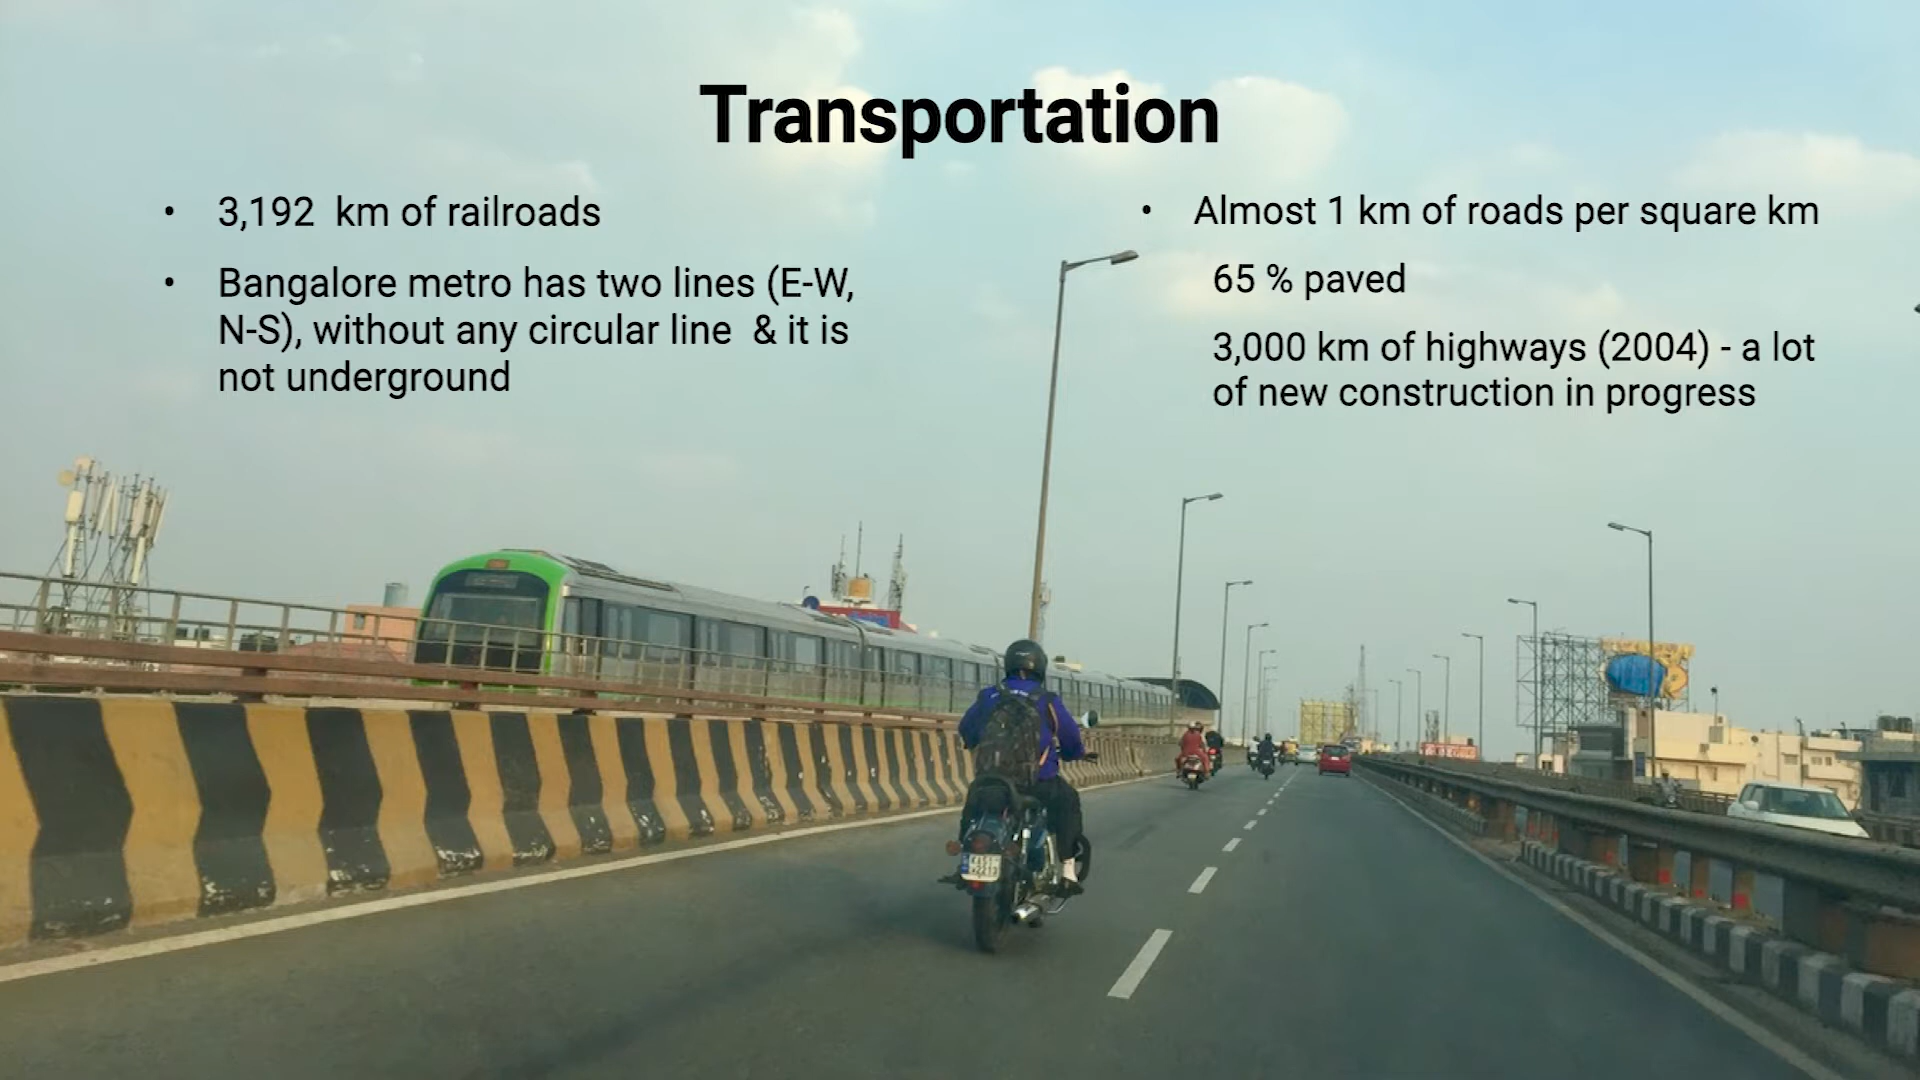 Transportation
• 3,192 km of railroads
• Bangalore metro has two lines (E-W,
N-S), without any circular line & it is
not underground
• Almost 1 km of roads per square km
65 % paved
3,000 km of highways (2004) - a lot
of new construction in progress